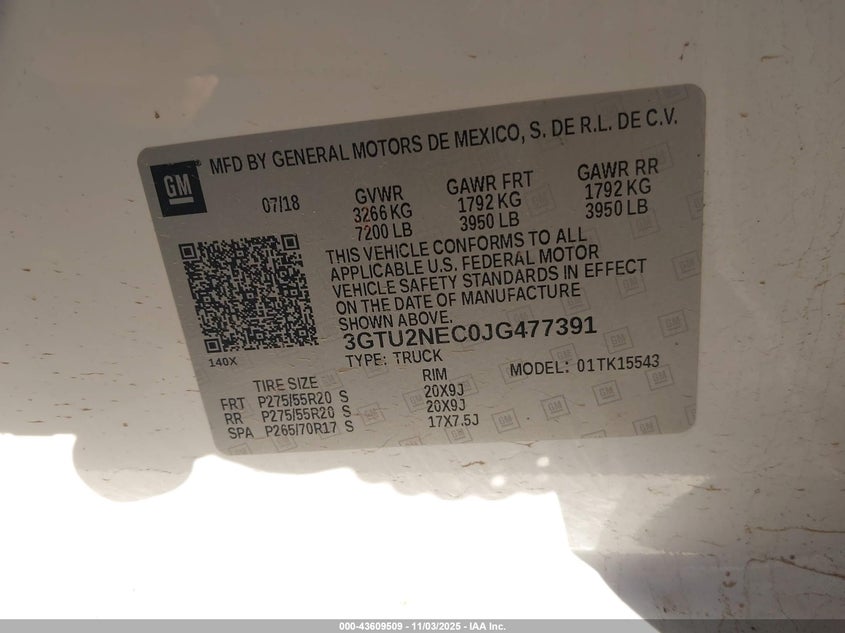 MFD BY GENERAL MOTORS DE MEXICO, S. DE R.L. DE C.V.
GM
07/18
GVWR
3266 KG
7200 LB
GAWR FRT
1792 KG
3950 LB
GAWR RR
1792 KG
3950 LB
THIS VEHICLE CONFORMS TO ALL
APPLICABLE U.S. FEDERAL MOTOR
VEHICLE SAFETY STANDARDS IN EFFECT
ON THE DATE OF MANUFACTURE
SHOWN ABOVE.
3GTU2NEC0JG477391
140X
TYPE: TRUCK
MODEL: 01TK15543
TIRE SIZE RIM
FRT P275/55R20 S 20X9J
RR P275/55R20 S 20X9J
SPA P265/70R17 S 17X7.5J
000-43609509 - 11/03/2025 - IAA Inc.